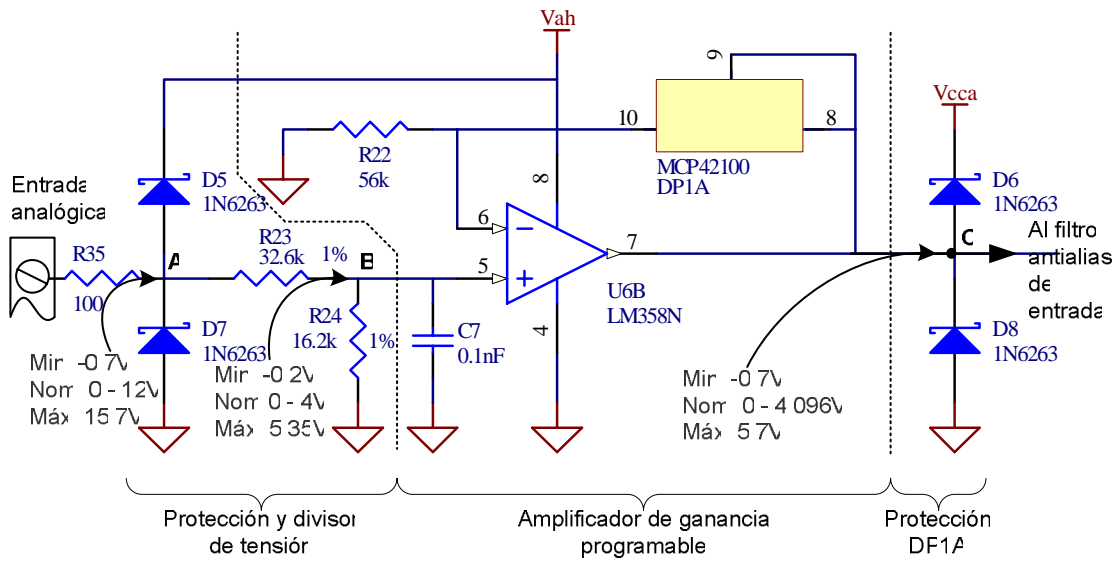 Vah
9
10
8
MCP42100
DP1A
Vcca
R22
56k
8
Entrada
analógica
D5
1N6263
D6
1N6263
R35
100
A
R23
32.6k
1%
B
6
5
7
4
U6B
LM358N
C
Al filtro
antialias
de
entrada
D7
1N6263
R24
16.2k
1%
C7
0.1nF
D8
1N6263
Min -0 7V
Nom 0 - 12V
Máx 15 7V
Min -0 2V
Nom 0 - 4V
Máx 5 35V
Min -0 7V
Nom 0 - 4 096V
Máx 5 7V
Protección y divisor
de tensión
Amplificador de ganancia
programable
Protección
DF1A